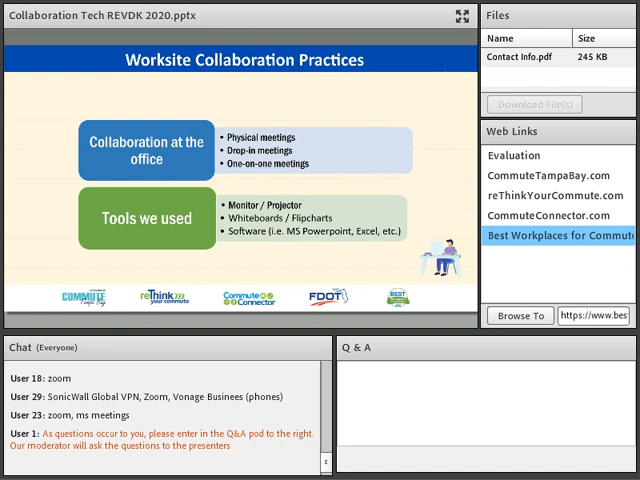 Collaboration Tech REVDK 2020.pptx
Worksite Collaboration Practices
Collaboration at the
office
• Physical meetings
• Drop-in meetings
• One-on-one meetings
Tools we used
• Monitor / Projector
• Whiteboards / Flipcharts
• Software (i.e. MS Powerpoint, Excel, etc.)
COMMUTE
Tampa Bay
reThink
your commute
Commute
Connector
FDOT
BEST
Files
Name Size
Contact Info.pdf 245 KB
Download File(s)
Web Links
Evaluation
CommuteTampaBay.com
reThinkYourCommute.com
CommuteConnector.com
Best Workplaces for Commute
Browse To https://www.bes
Chat (Everyone)
User 18: zoom
User 29: SonicWall Global VPN, Zoom, Vonage Businees (phones)
User 23: zoom, ms meetings
User 1: As questions occur to you, please enter in the Q&A pod to the right.
Our moderator will ask the questions to the presenters
Q & A